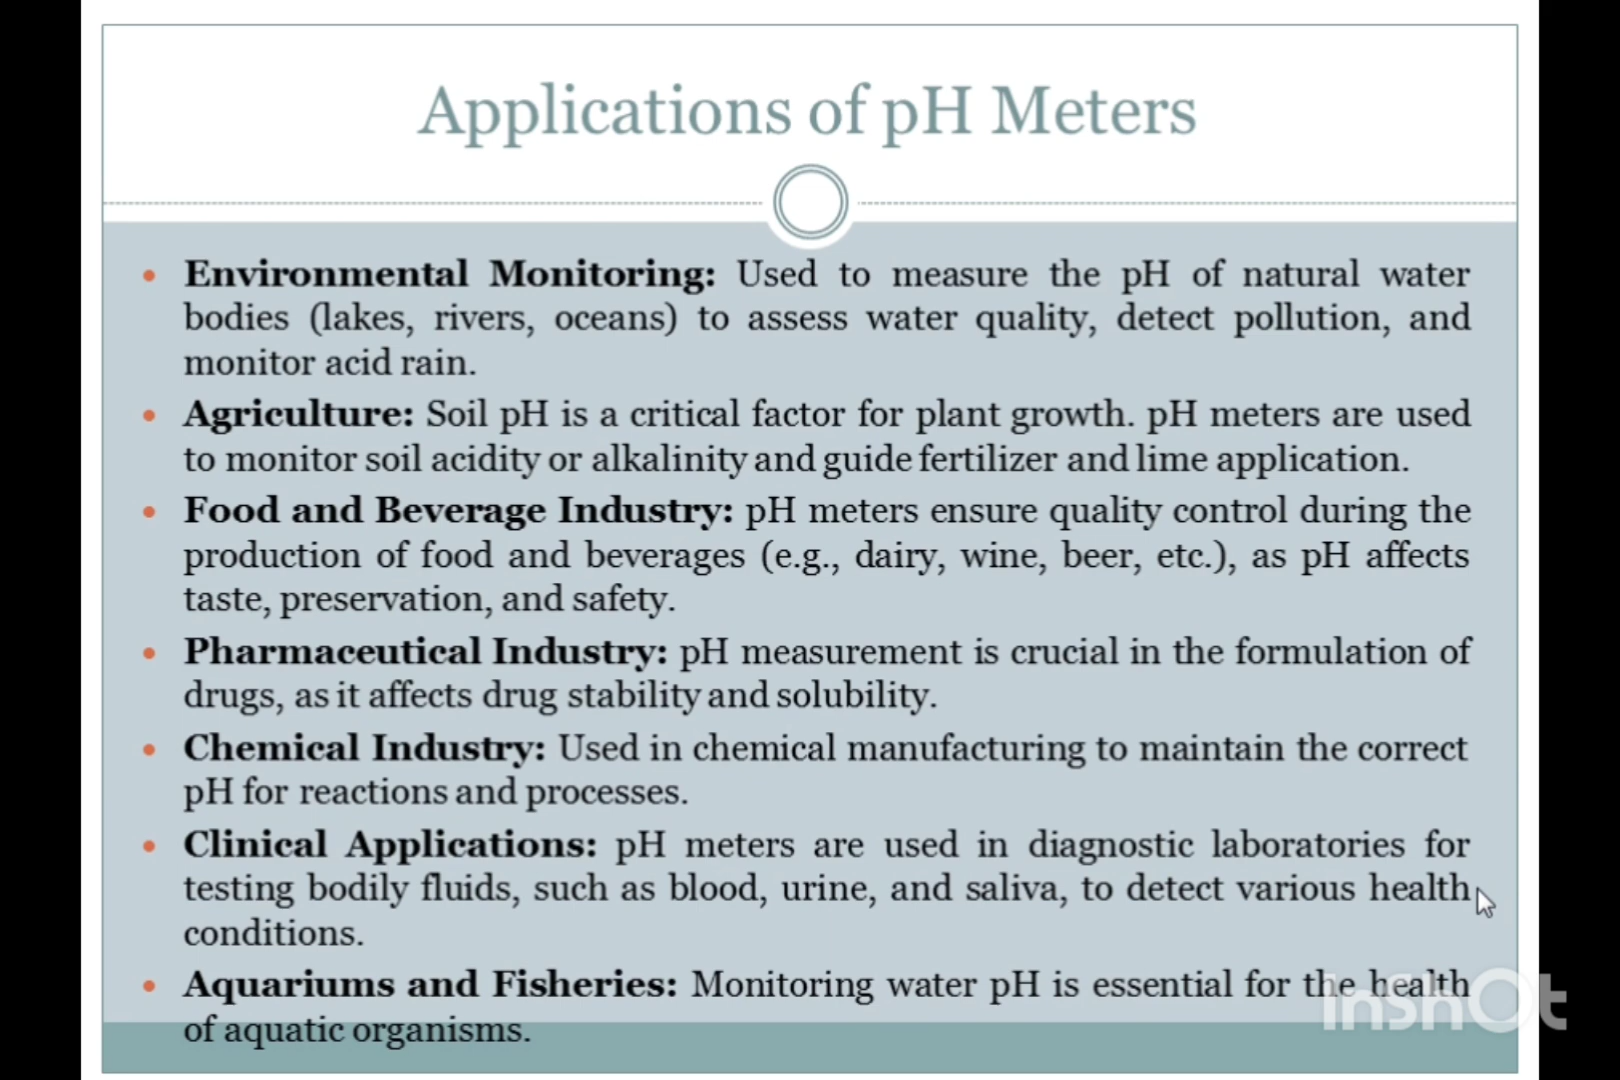 Applications of pH Meters
Environmental Monitoring: Used to measure the pH of natural water
bodies (lakes, rivers, oceans) to assess water quality, detect pollution, and
monitor acid rain.
Agriculture: Soil pH is a critical factor for plant growth. pH meters are used
to monitor soil acidity or alkalinity and guide fertilizer and lime application.
Food and Beverage Industry: pH meters ensure quality control during the
production of food and beverages (e.g., dairy, wine, beer, etc.), as pH affects
taste, preservation, and safety.
Pharmaceutical Industry: pH measurement is crucial in the formulation of
drugs, as it affects drug stability and solubility.
Chemical Industry: Used in chemical manufacturing to maintain the correct
pH for reactions and processes.
Clinical Applications: pH meters are used in diagnostic laboratories for
testing bodily fluids, such as blood, urine, and saliva, to detect various health
conditions.
Aquariums and Fisheries: Monitoring water pH is essential for the health
of aquatic organisms.
InShOt